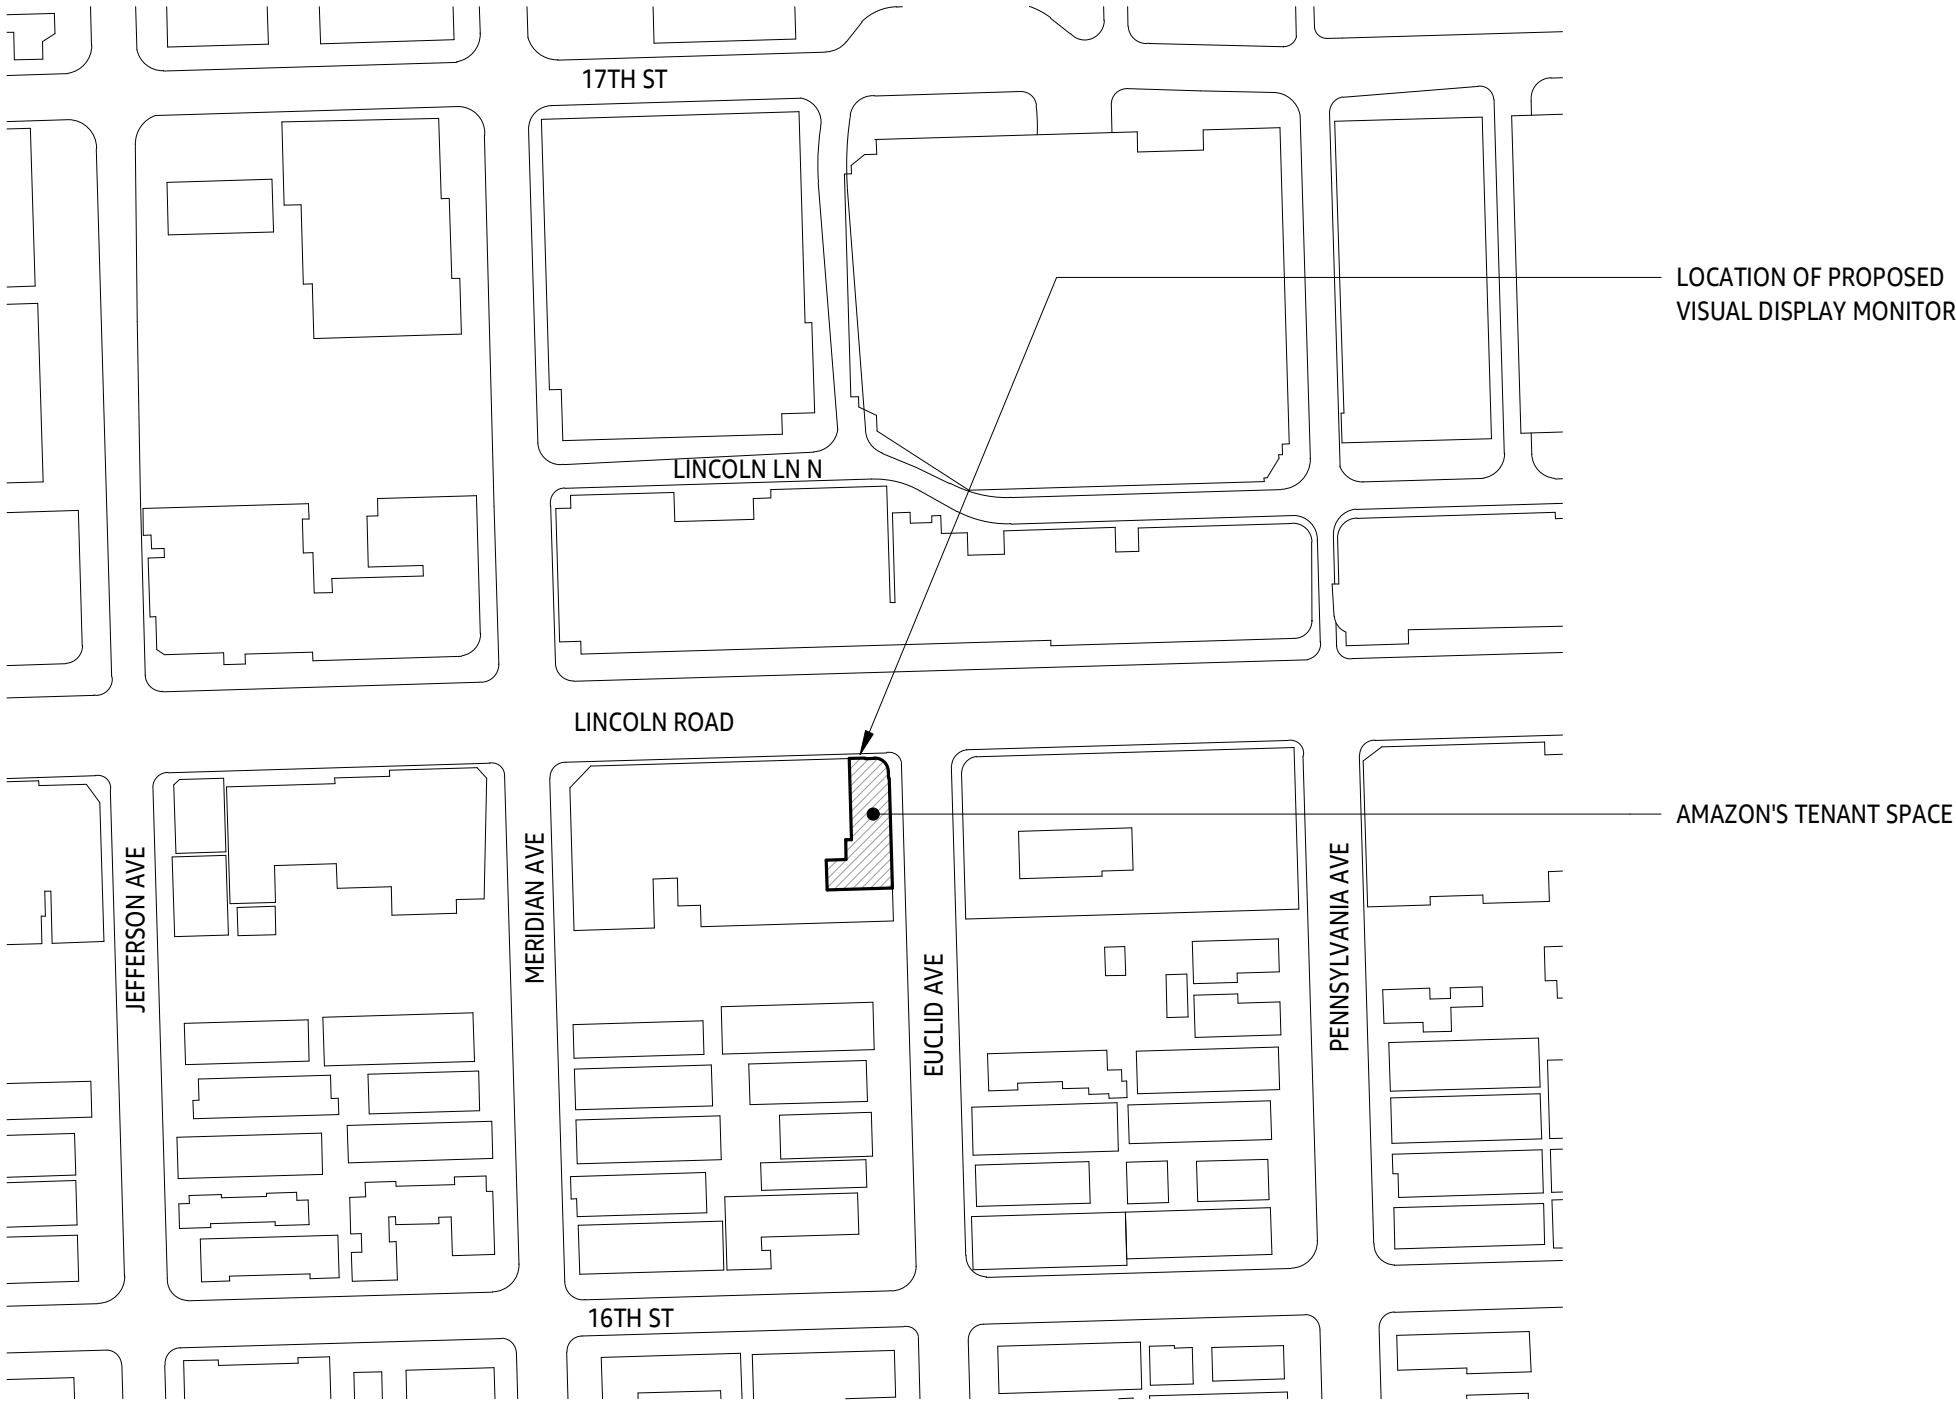 17TH ST
LOCATION OF PROPOSED
VISUAL DISPLAY MONITOR
LINCOLN LN N
LINCOLN ROAD
AMAZON'S TENANT SPACE
JEFFERSON AVE
MERIDIAN AVE
EUCLID AVE
PENNSYLVANIA AVE
16TH ST